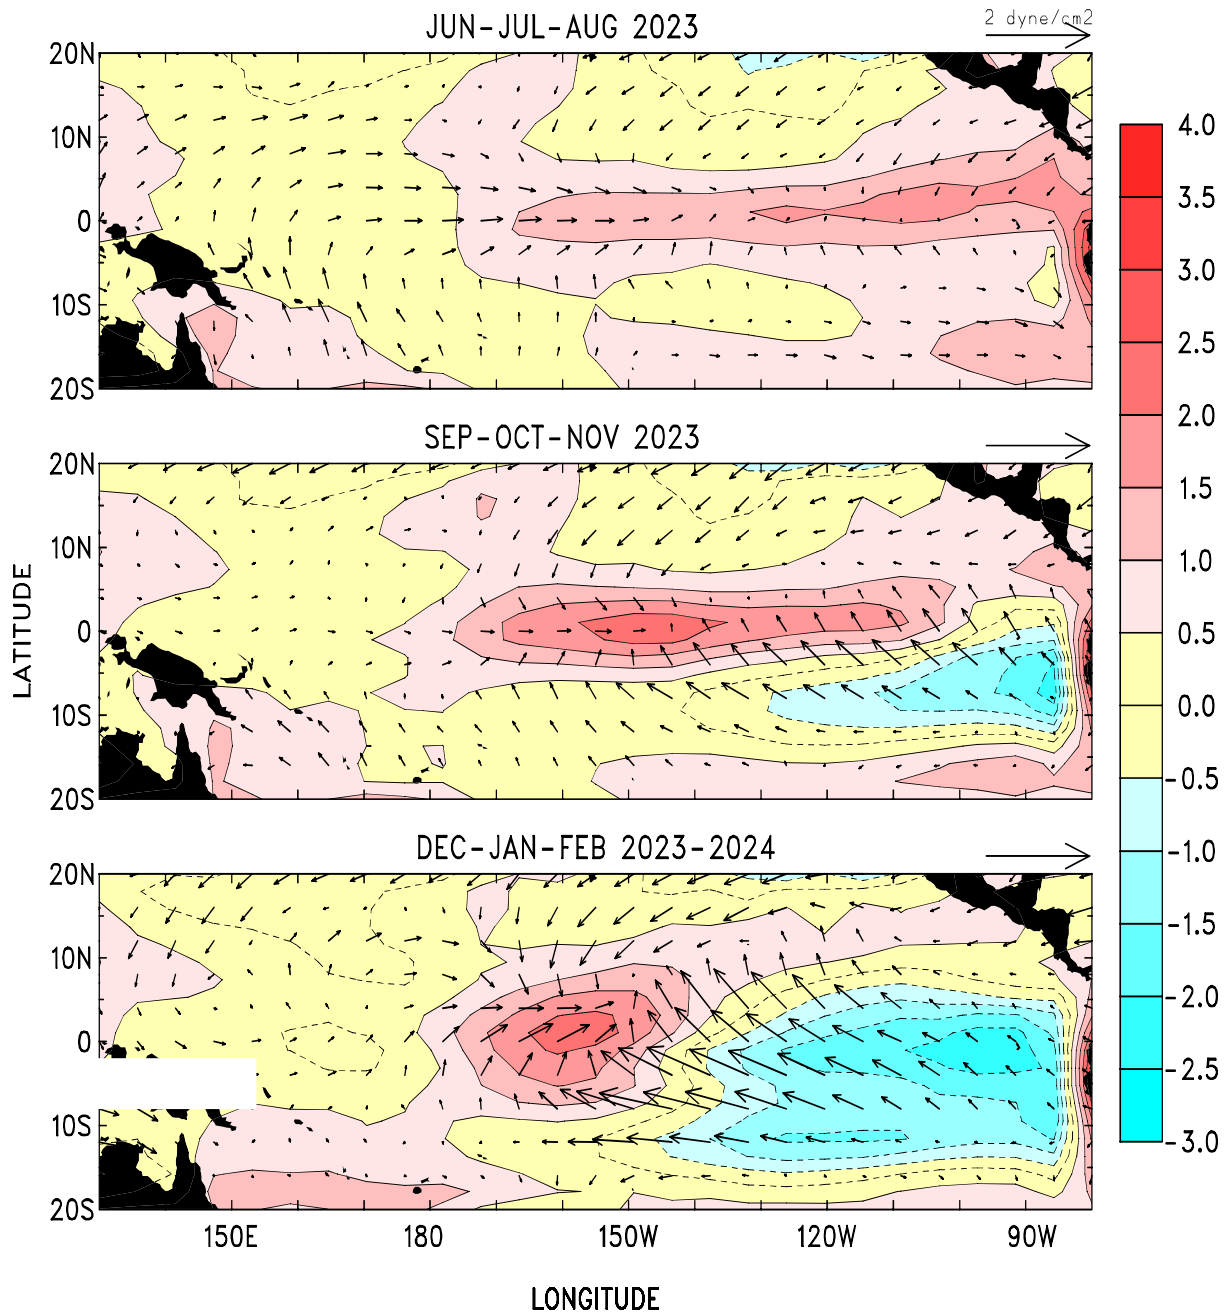 JUN-JUL-AUG 2023
2 dyne/cm2
20N
10N
0
10S
20S
SEP-OCT-NOV 2023
20N
10N
0
10S
20S
LATITUDE
DEC-JAN-FEB 2023-2024
20N
10N
0
10S
20S
150E 180 150W 120W 90W
LONGITUDE
4.0
3.5
3.0
2.5
2.0
1.5
1.0
0.5
0.0
-0.5
-1.0
-1.5
-2.0
-2.5
-3.0